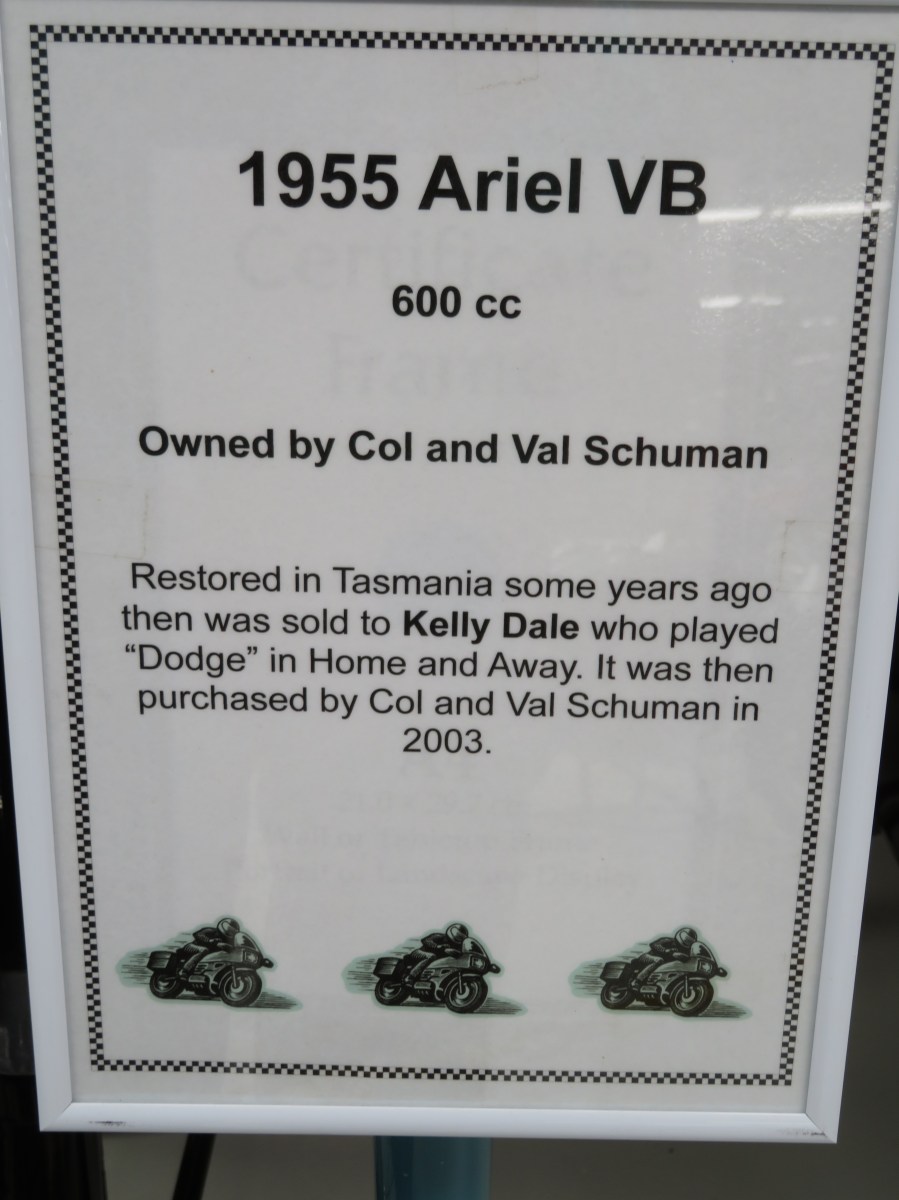 1955 Ariel VB
600 cc
Owned by Col and Val Schuman
Restored in Tasmania some years ago
then was sold to Kelly Dale who played
“Dodge” in Home and Away. It was then
purchased by Col and Val Schuman in
2003.